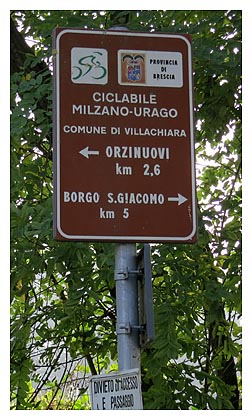 PROVINCIA
DI
BRESCIA
CICLABILE
MILZANO-URAGO
COMUNE DI VILLACHIARA
ORZINUOVI
km 2,6
BORGO S.GIACOMO
km 5
DIVIETO D'ACCESSO
E PASSAGGIO